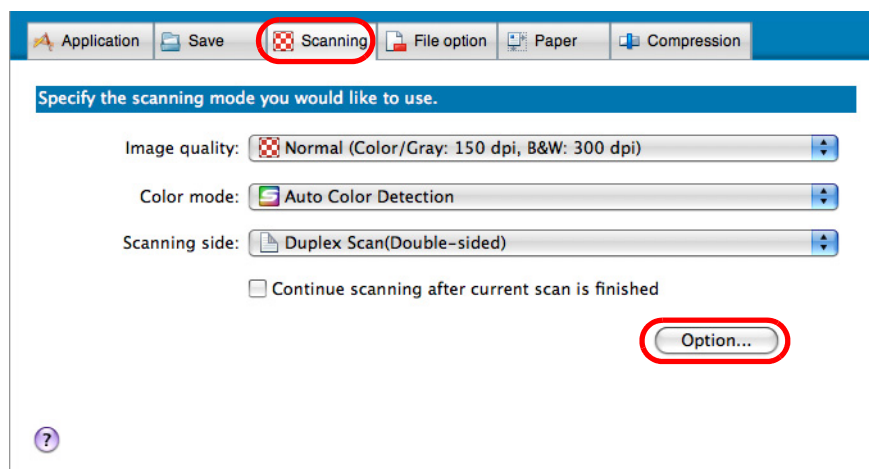 Application Save Scanning File option Paper Compression
Specify the scanning mode you would like to use.
Image quality: Normal (Color/Gray: 150 dpi, B&W: 300 dpi)
Color mode: Auto Color Detection
Scanning side: Duplex Scan(Double-sided)
Continue scanning after current scan is finished
Option...
?